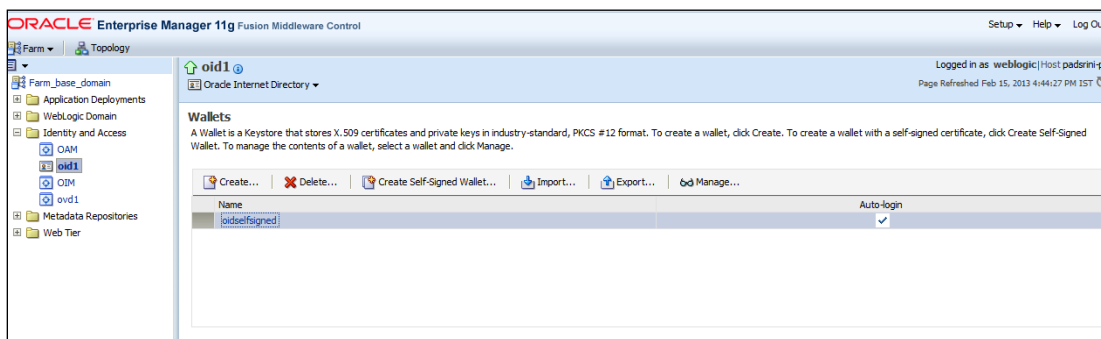 ORACLE Enterprise Manager 11g Fusion Middleware Control
Setup Help Log Ou
Farm Topology
oid1
Logged in as weblogic|Host padsrini-p
Oracle Internet Directory
Page Refreshed Feb 15, 2013 4:44:27 PM IST
Farm_base_domain
Application Deployments
WebLogic Domain
Identity and Access
OAM
oid1
OIM
ovd1
Metadata Repositories
Web Tier
Wallets
A Wallet is a Keystore that stores X.509 certificates and private keys in industry-standard, PKCS #12 format. To create a wallet, click Create. To create a wallet with a self-signed certificate, click Create Self-Signed
Wallet. To manage the contents of a wallet, select a wallet and click Manage.
Create... Delete... Create Self-Signed Wallet... Import... Export... Manage...
Name Auto-login
oidselfsigned